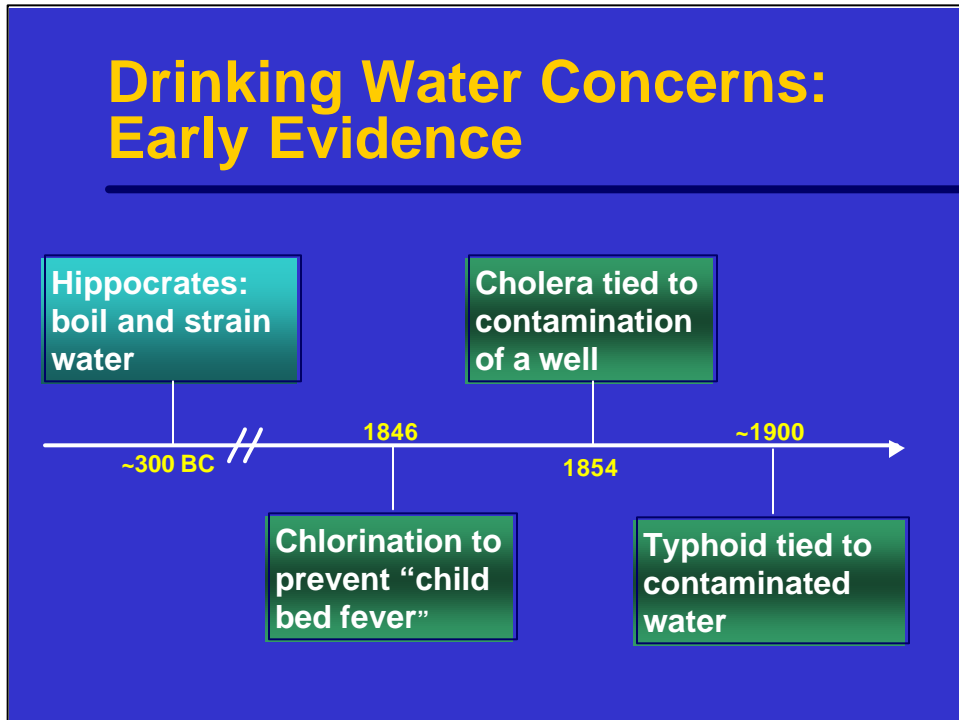 Drinking Water Concerns:
Early Evidence
Hippocrates:
boil and strain
water
Cholera tied to
contamination
of a well
~300 BC
1846
1854
~1900
Chlorination to
prevent “child
bed fever”
Typhoid tied to
contaminated
water